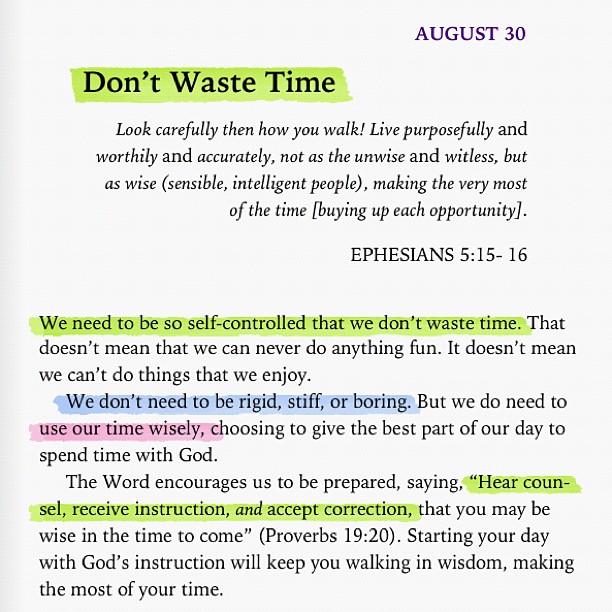 AUGUST 30
Don’t Waste Time
Look carefully then how you walk! Live purposefully and
worthily and accurately, not as the unwise and witless, but
as wise (sensible, intelligent people), making the very most
of the time [buying up each opportunity].
EPHESIANS 5:15- 16
We need to be so self-controlled that we don’t waste time. That
doesn’t mean that we can never do anything fun. It doesn’t mean
we can’t do things that we enjoy.
We don’t need to be rigid, stiff, or boring. But we do need to
use our time wisely, choosing to give the best part of our day to
spend time with God.
The Word encourages us to be prepared, saying, “Hear coun-
sel, receive instruction, and accept correction, that you may be
wise in the time to come” (Proverbs 19:20). Starting your day
with God’s instruction will keep you walking in wisdom, making
the most of your time.